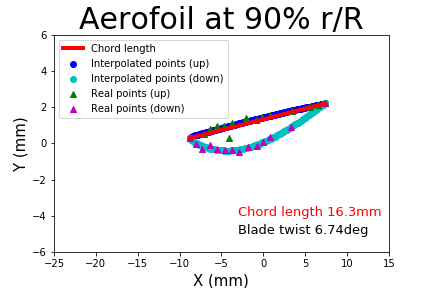 Aerofoil at 90% r/R
Chord length
Interpolated points (up)
Interpolated points (down)
Real points (up)
Real points (down)
6
4
2
0
−2
−4
−6
Y (mm)
Chord length 16.3mm
Blade twist 6.74deg
−25 −20 −15 −10 −5 0 5 10 15
X (mm)